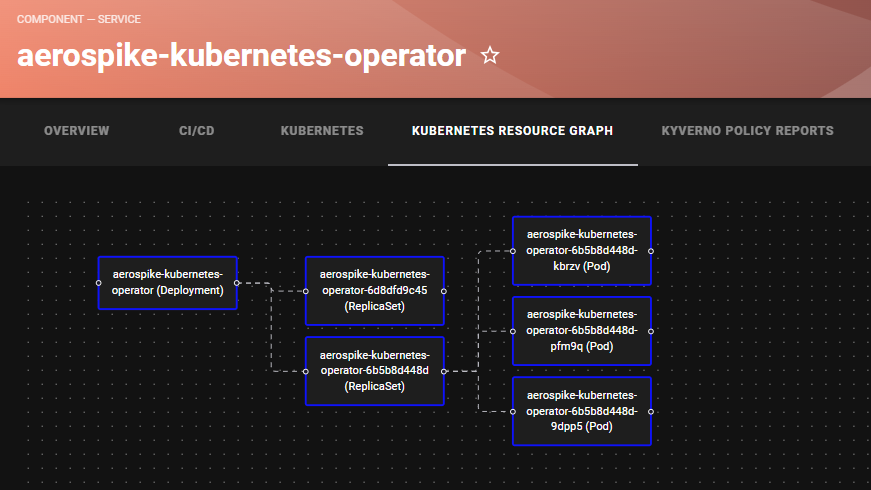 COMPONENT — SERVICE
aerospike-kubernetes-operator
OVERVIEW
CI/CD
KUBERNETES
KUBERNETES RESOURCE GRAPH
KYVERNO POLICY REPORTS
aerospike-kubernetes-
operator (Deployment)
aerospike-kubernetes-
operator-6d8dfd9c45
(ReplicaSet)
aerospike-kubernetes-
operator-6b5b8d448d
(ReplicaSet)
aerospike-kubernetes-
operator-6b5b8d448d-
kbrzv (Pod)
aerospike-kubernetes-
operator-6b5b8d448d-
pfm9q (Pod)
aerospike-kubernetes-
operator-6b5b8d448d-
9dpp5 (Pod)